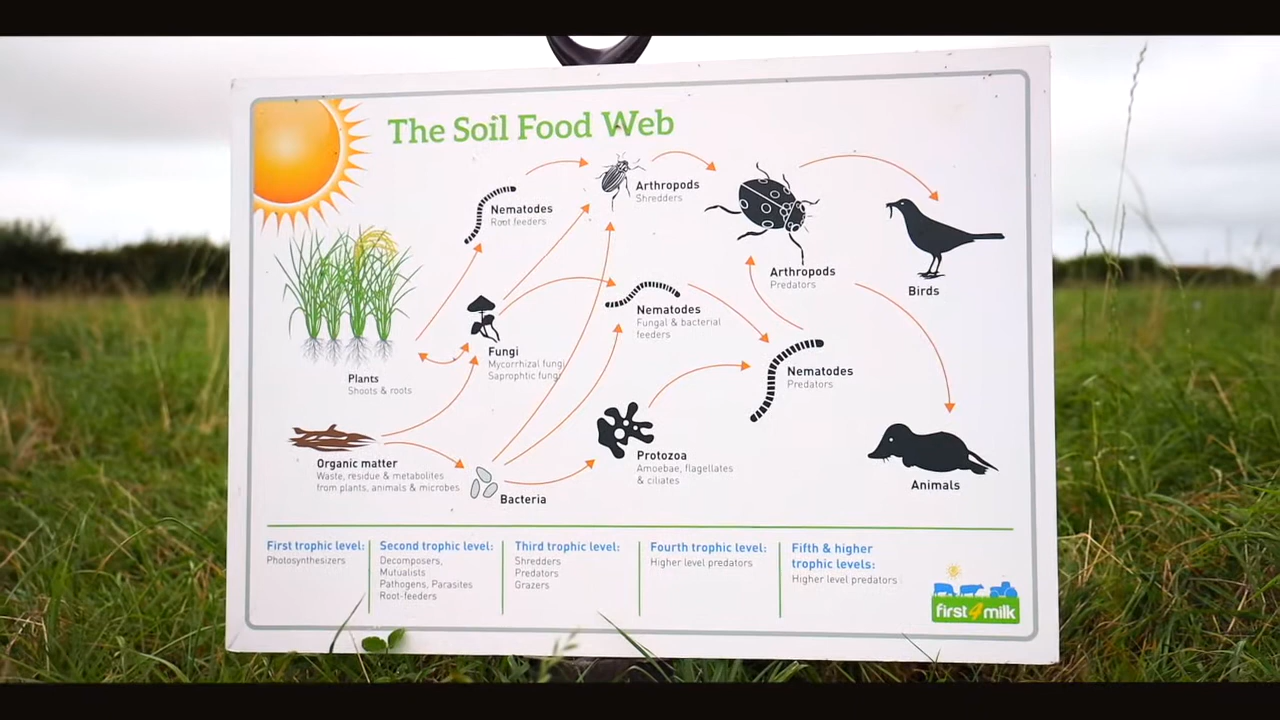 The Soil Food Web
Arthropods
Shredders
Nematodes
Root feeders
Arthropods
Predators
Birds
Nematodes
Fungal & bacterial
feeders
Fungi
Mycorrhizal fungi
Saprophtic fungi
Nematodes
Predators
Plants
Shoots & roots
Organic matter
Waste, residue & metabolites
from plants, animals & microbes
Protozoa
Amoebae, flagellates
& ciliates
Animals
Bacteria
First trophic level:
Photosynthesizers
Second trophic level:
Decomposers,
Mutualists
Pathogens, Parasites
Root-feeders
Third trophic level:
Shredders
Predators
Grazers
Fourth trophic level:
Higher level predators
Fifth & higher
trophic levels:
Higher level predators
first4milk